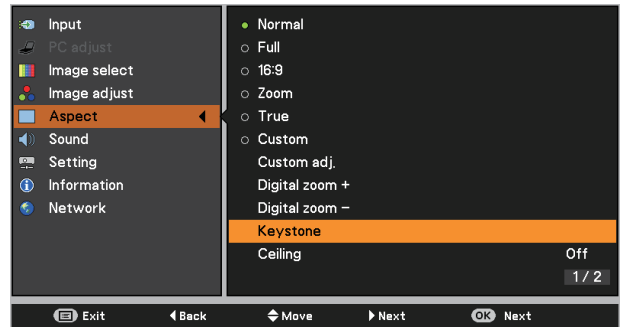 Input
PC adjust
Image select
Image adjust
Aspect
Sound
Setting
Information
Network
Normal
Full
16:9
Zoom
True
Custom
Custom adj.
Digital zoom +
Digital zoom –
Keystone
Ceiling Off
1 / 2
Exit Back Move Next OK Next